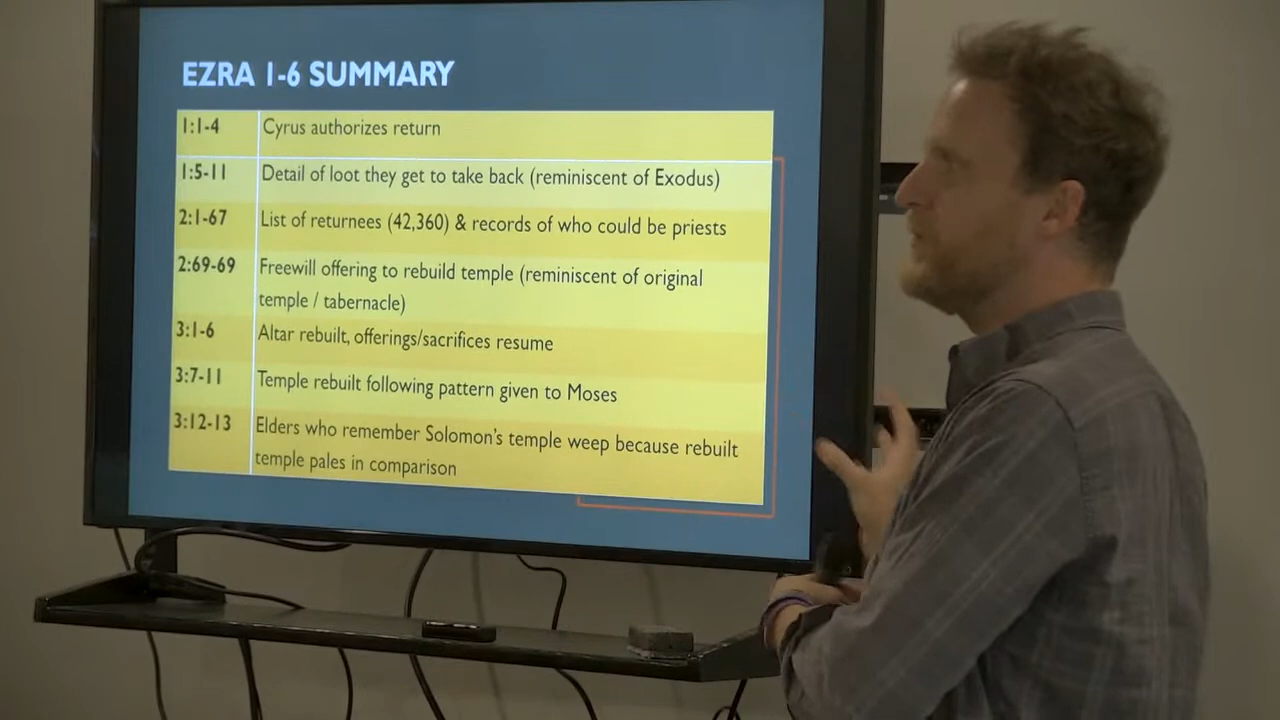 EZRA 1-6 SUMMARY
1:1-4 Cyrus authorizes return
1:5-11 Detail of loot they get to take back (reminiscent of Exodus)
2:1-67 List of returnees (42,360) & records of who could be priests
2:69-69 Freewill offering to rebuild temple (reminiscent of original
temple / tabernacle)
3:1-6 Altar rebuilt, offerings/sacrifices resume
3:7-11 Temple rebuilt following pattern given to Moses
3:12-13 Elders who remember Solomon's temple weep because rebuilt
temple pales in comparison